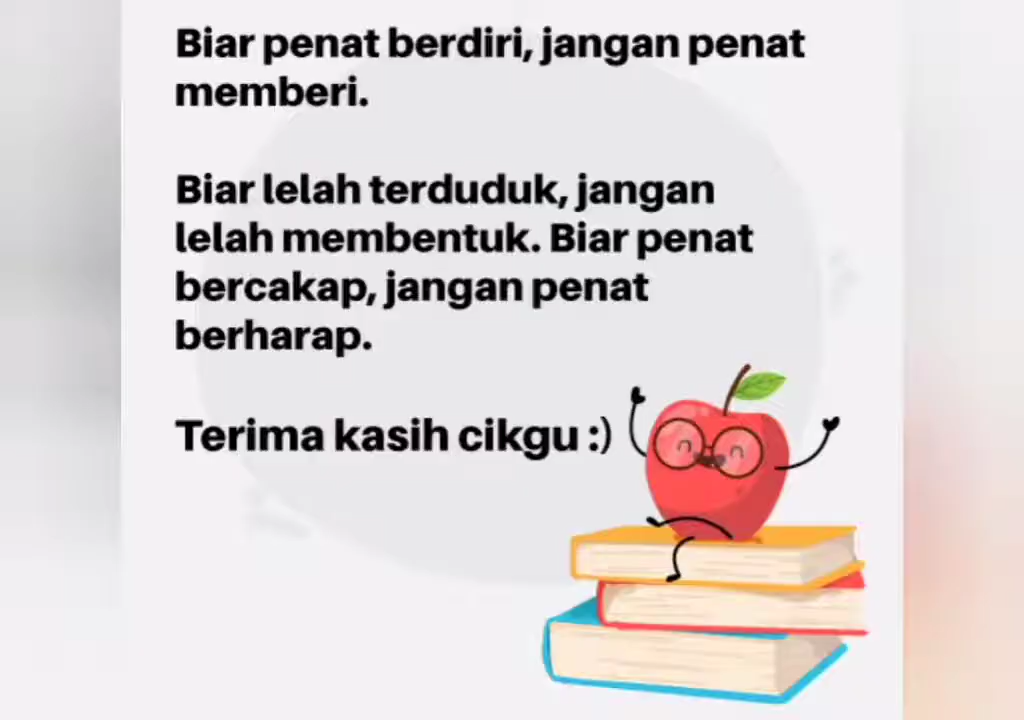 Biar penat berdiri, jangan penat
memberi.
Biar lelah terduduk, jangan
lelah membentuk. Biar penat
bercakap, jangan penat
berharap.
Terima kasih cikgu :)